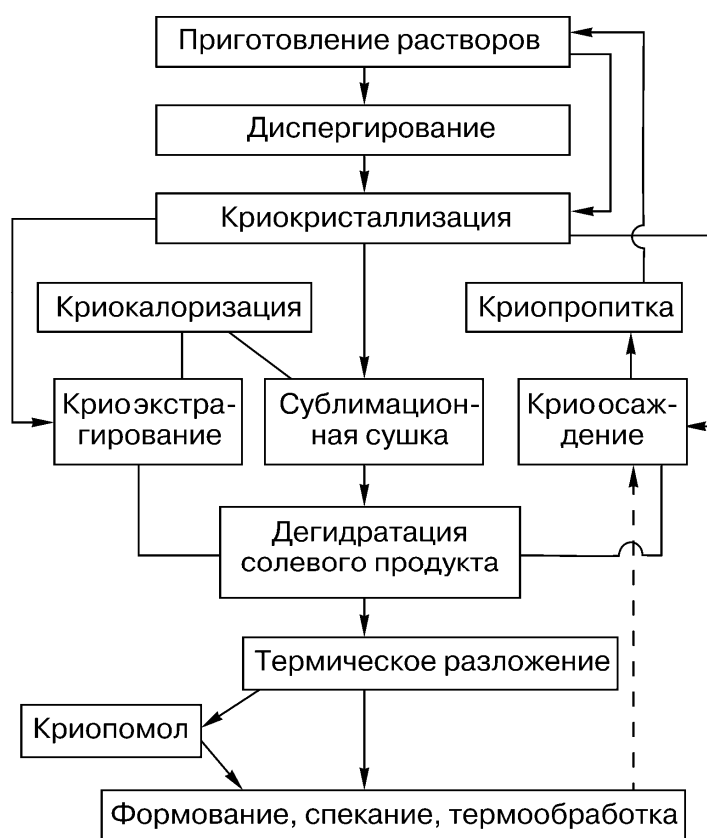 Приготовление растворов
Диспергирование
Криокристаллизация
Криокалоризация
Криопропитка
Криоэкстра-
гирование
Сублимацион-
ная сушка
Криоосаж-
дение
Дегидратация
солевого продукта
Термическое разложение
Криопомол
Формование, спекание, термообработка